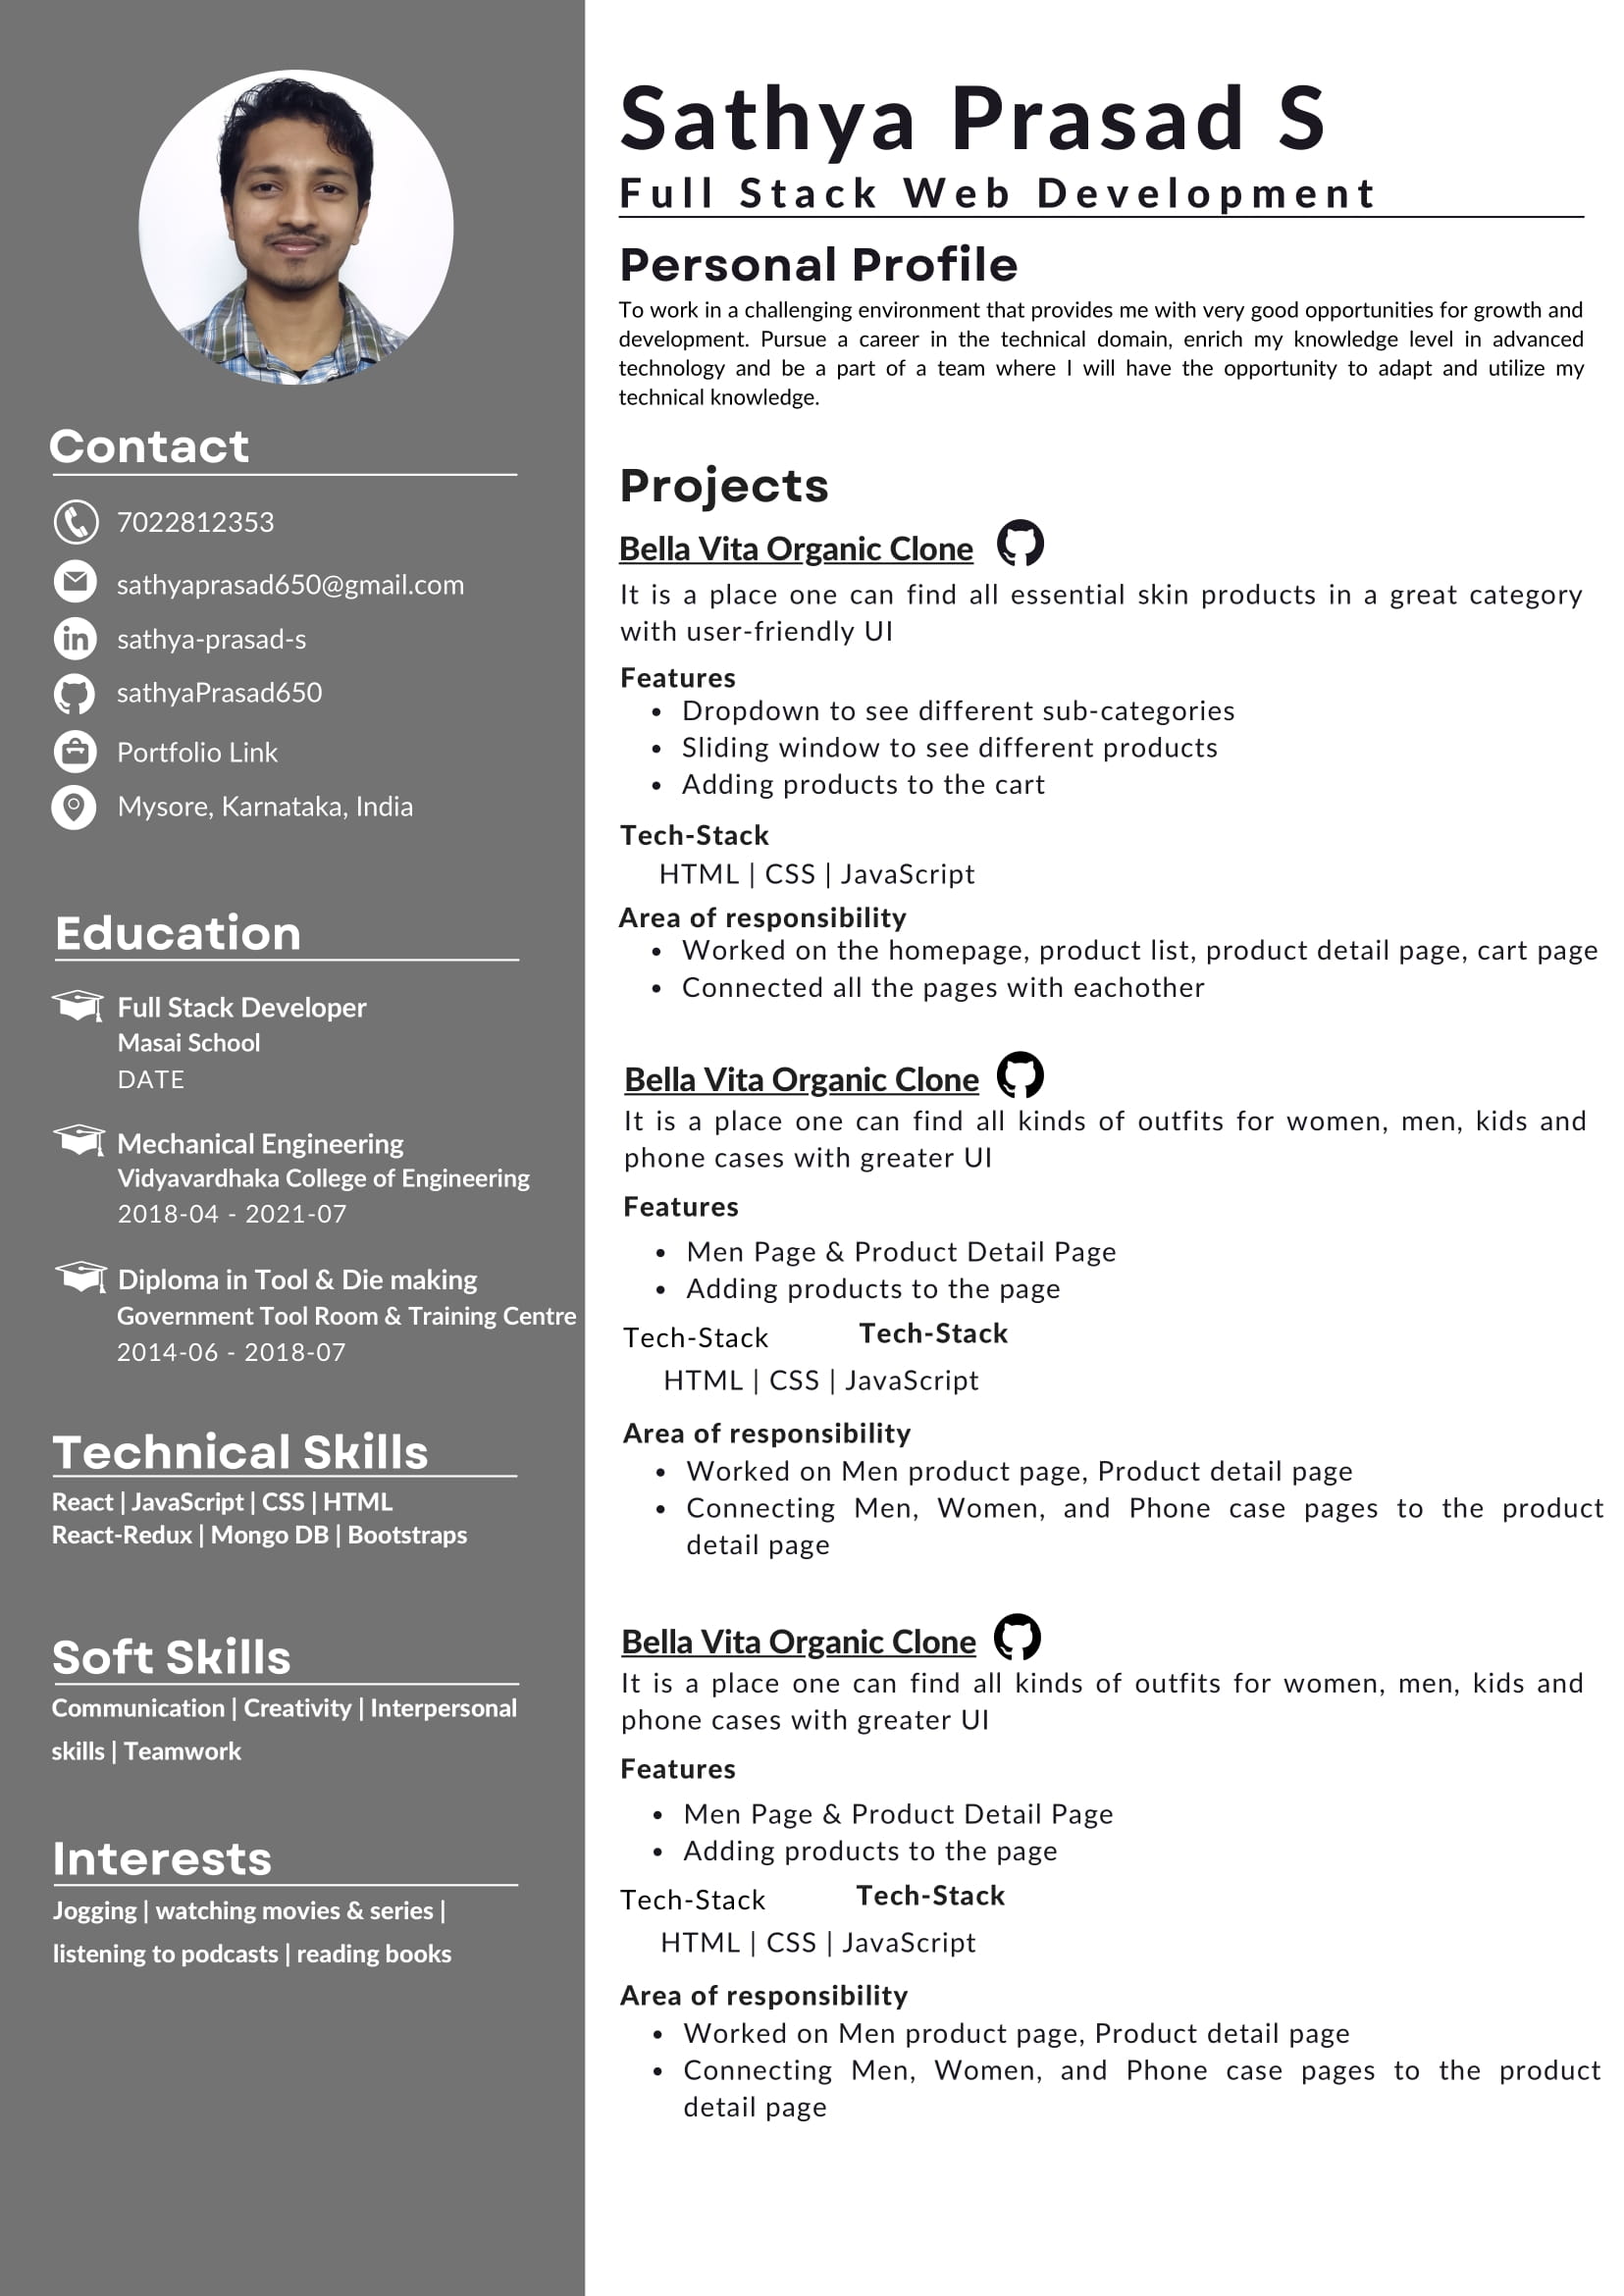 Contact
7022812353
sathyaprasad650@gmail.com
in sathya-prasad-s
sathyaPrasad650
Portfolio Link
Mysore, Karnataka, India
Education
Full Stack Developer
Masai School
DATE
Mechanical Engineering
Vidyavardhaka College of Engineering
2018-04 - 2021-07
Diploma in Tool & Die making
Government Tool Room & Training Centre
2014-06 - 2018-07
Technical Skills
React | JavaScript | CSS | HTML
React-Redux | Mongo DB | Bootstraps
Soft Skills
Communication | Creativity | Interpersonal
skills | Teamwork
Interests
Jogging | watching movies & series |
listening to podcasts | reading books
Sathya Prasad S
Full Stack Web Development
Personal Profile
To work in a challenging environment that provides me with very good opportunities for growth and
development. Pursue a career in the technical domain, enrich my knowledge level in advanced
technology and be a part of a team where I will have the opportunity to adapt and utilize my
technical knowledge.
Projects
Bella Vita Organic Clone
It is a place one can find all essential skin products in a great category
with user-friendly UI
Features
• Dropdown to see different sub-categories
• Sliding window to see different products
• Adding products to the cart
Tech-Stack
HTML | CSS | JavaScript
Area of responsibility
• Worked on the homepage, product list, product detail page, cart page
• Connected all the pages with eachother
Bella Vita Organic Clone
It is a place one can find all kinds of outfits for women, men, kids and
phone cases with greater UI
Features
• Men Page & Product Detail Page
• Adding products to the page
Tech-Stack Tech-Stack
HTML | CSS | JavaScript
Area of responsibility
• Worked on Men product page, Product detail page
• Connecting Men, Women, and Phone case pages to the product
detail page
Bella Vita Organic Clone
It is a place one can find all kinds of outfits for women, men, kids and
phone cases with greater UI
Features
• Men Page & Product Detail Page
• Adding products to the page
Tech-Stack Tech-Stack
HTML | CSS | JavaScript
Area of responsibility
• Worked on Men product page, Product detail page
• Connecting Men, Women, and Phone case pages to the product
detail page